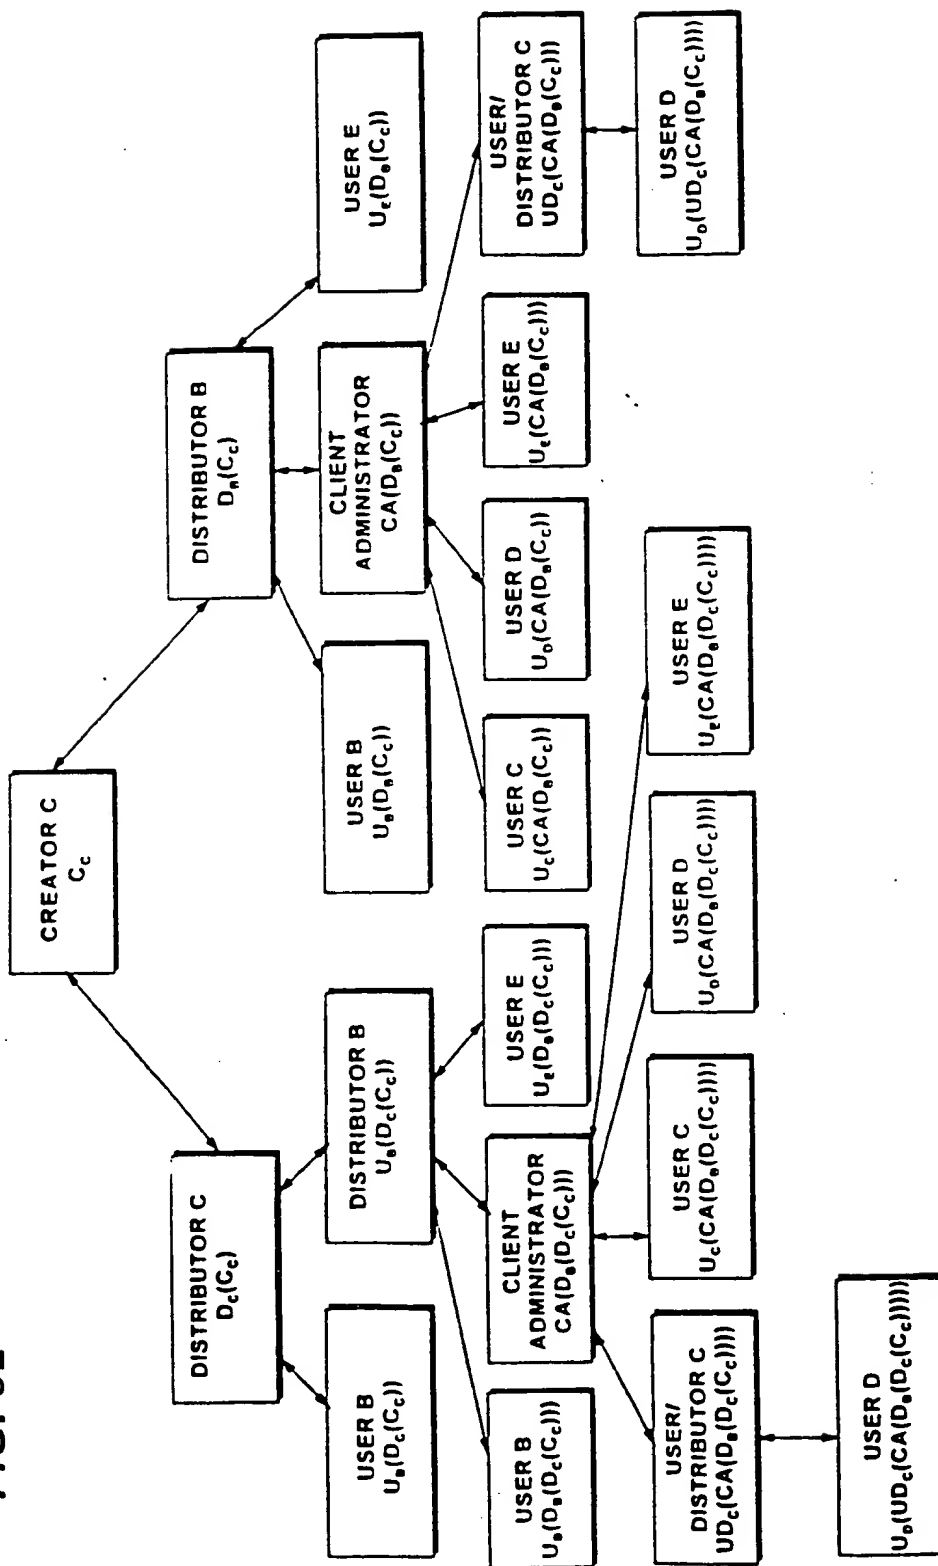 CREATOR C
C_C
DISTRIBUTOR C
D_C(C_C)
DISTRIBUTOR B
D_B(C_C)
USER B
U_B(D_C(C_C))
DISTRIBUTOR B
U_B(D_C(C_C))
USER B
U_B(D_B(C_C))
CLIENT
ADMINISTRATOR
CA(D_B(C_C))
USER E
U_E(D_B(C_C))
USER B
U_B(D_B(D_C(C_C)))
CLIENT
ADMINISTRATOR
CA(D_B(D_C(C_C)))
USER E
U_E(D_B(D_C(C_C)))
USER C
U_C(CA(D_B(C_C))
USER D
U_D(CA(D_B(C_C))
USER E
U_E(CA(D_B(C_C)))
USER/
DISTRIBUTOR C
UD_C(CA(D_B(C_C)))
USER/
DISTRIBUTOR C
UD_C(CA(D_B(D_C(C_C))))
USER C
U_C(CA(D_B(D_C(C_C))))
USER D
U_D(CA(D_B(D_C(C_C))))
USER E
U_E(CA(D_B(D_C(C_C))))
USER D
U_D(UD_C(CA(D_B(C_C))))
USER D
U_D(UD_C(CA(D_B(D_C(C_C)))))